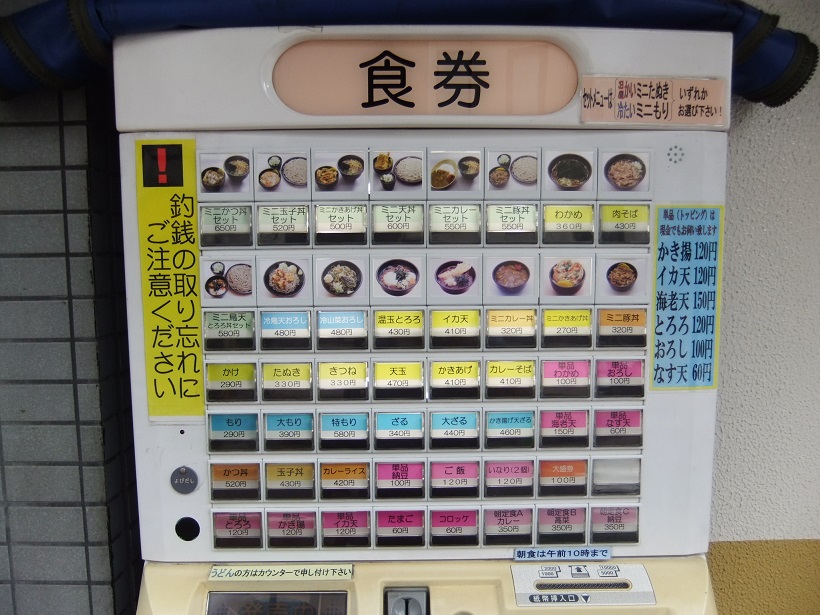 食券
セットメニューは
温かいミニたぬき
冷たいミニもり
いずれか
お選び下さい!
!
釣銭の取り忘れに
ご注意ください
ミニかつ丼
セット
650円
ミニ玉子丼
セット
520円
ミニかきあげ丼
セット
500円
ミニ天丼
セット
600円
ミニカレー
セット
550円
ミニ豚丼
セット
550円
わかめ
360円
肉そば
430円
単品(トッピング)は
現金でもお伺い致します
かき揚120円
イカ天120円
海老天150円
とろろ120円
おろし100円
なす天 60円
とろろ丼セット
580円
480円
冷山菜おろし
480円
温玉とろろ
430円
イカ天
410円
ミニカレー丼
320円
ミニかきあげ丼
270円
ミニ豚丼
320円
かけ
290円
たぬき
330円
きつね
330円
天玉
470円
かきあげ
410円
カレーそば
410円
単品
わかめ
100円
単品
おろし
100円
もり
290円
大もり
390円
特もり
580円
ざる
340円
大ざる
440円
かき揚げ天ざる
460円
単品
海老天
150円
単品
なす天
60円
かつ丼
520円
玉子丼
430円
カレーライス
420円
単品
納豆
100円
ご飯
120円
いなり(2個)
120円
大盛券
100円
よびだし
単品
とろろ
120円
単品
かき揚
120円
単品
イカ天
120円
たまご
60円
コロッケ
60円
朝定食A
カレー
350円
朝定食B
高菜
350円
朝定食C
納豆
350円
朝食は午前10時まで
うどんの方はカウンターで申し付け下さい
紙幣挿入口